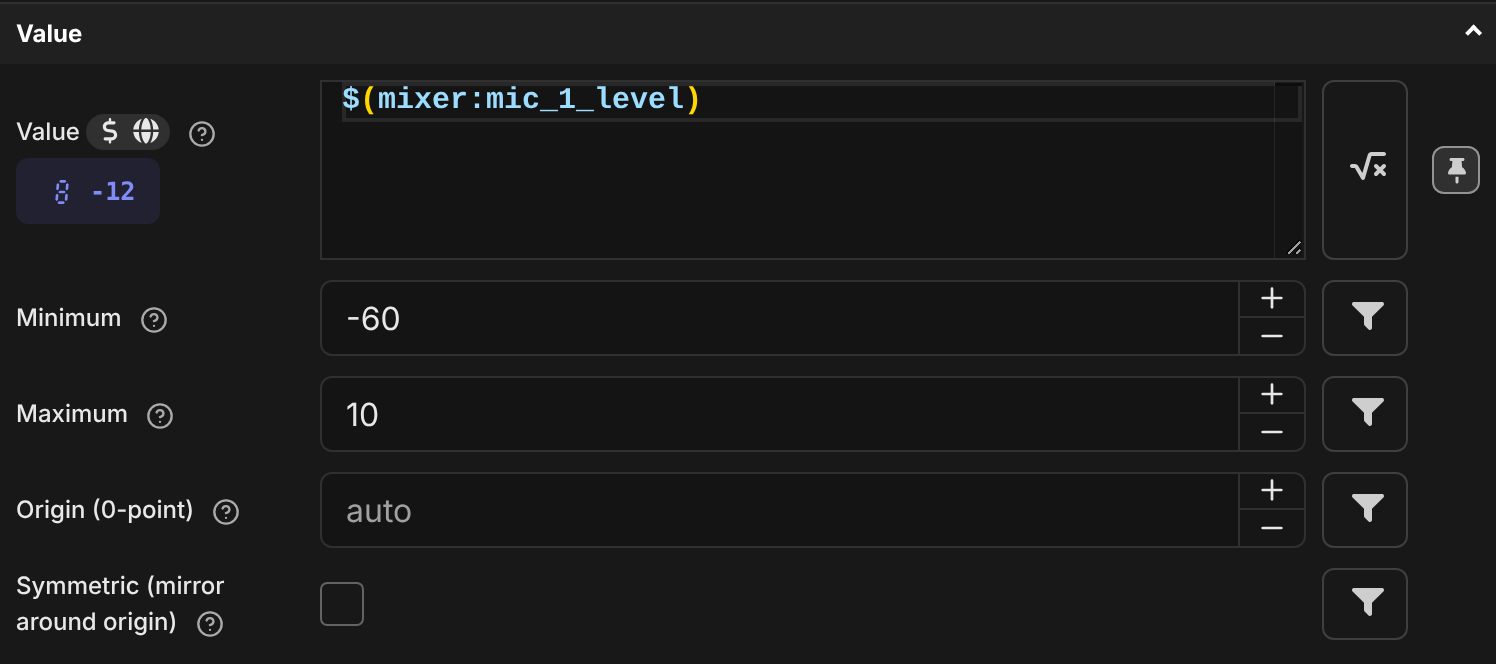 Value
$(mixer:mic_1_level)
Value $ ?
-12
√x
Minimum ?
-60
Maximum ?
10
Origin (0-point) ?
auto
Symmetric (mirror
around origin) ?